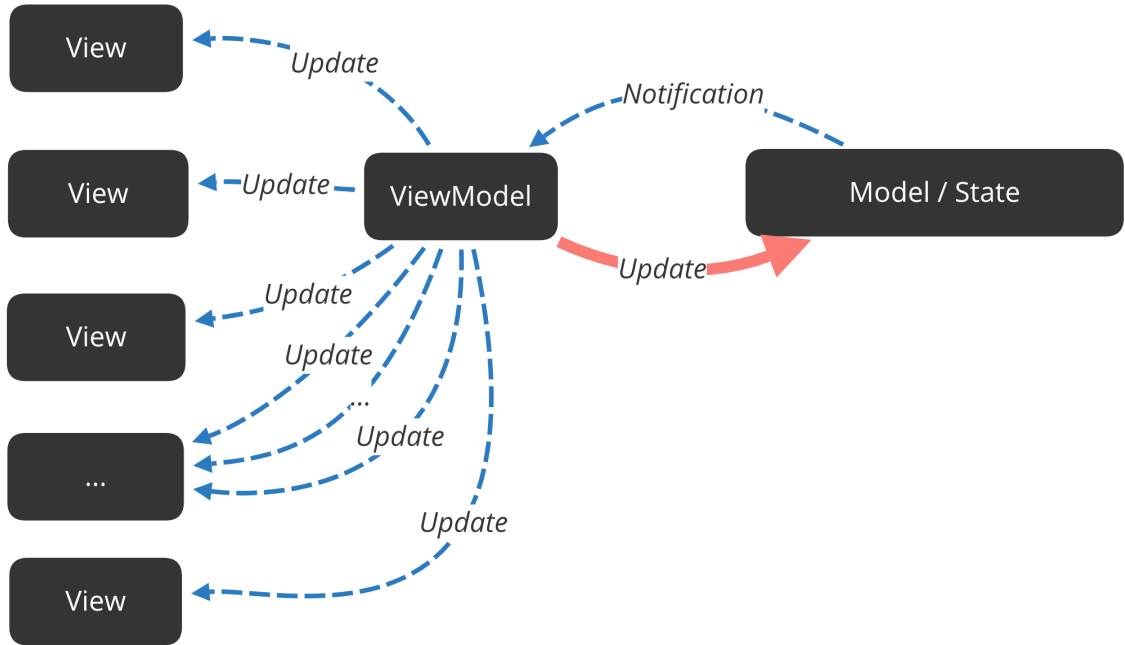 View
Update
Notification
View
Update
ViewModel
Model / State
Update
Update
View
Update
...
Update
...
Update
View